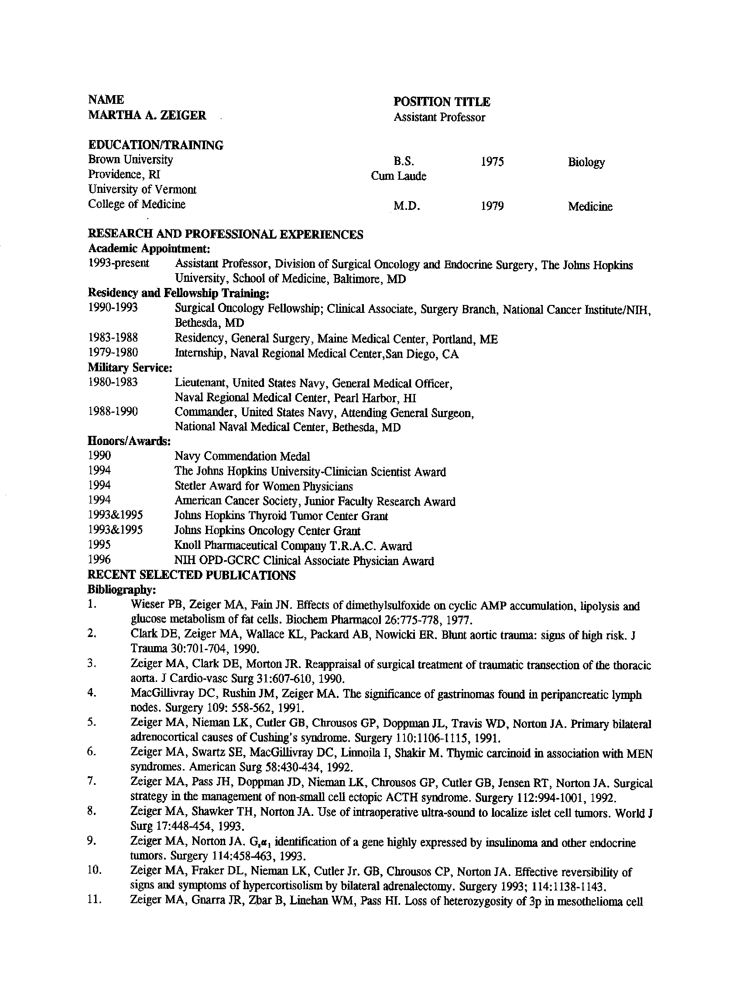 NAME POSITION TITLE
MARTHA A. ZEIGER Assistant Professor
EDUCATION/TRAINING
Brown University B.S. 1975 Biology
Providence, RI Cum Laude
University of Vermont
College of Medicine M.D. 1979 Medicine
RESEARCH AND PROFESSIONAL EXPERIENCES
Academic Appointment:
1993-present Assistant Professor, Division of Surgical Oncology and Endocrine Surgery, The Johns Hopkins
University, School of Medicine, Baltimore, MD
Residency and Fellowship Training:
1990-1993 Surgical Oncology Fellowship; Clinical Associate, Surgery Branch, National Cancer Institute/NIH,
Bethesda, MD
1983-1988 Residency, General Surgery, Maine Medical Center, Portland, ME
1979-1980 Internship, Naval Regional Medical Center,San Diego, CA
Military Service:
1980-1983 Lieutenant, United States Navy, General Medical Officer,
Naval Regional Medical Center, Pearl Harbor, HI
1988-1990 Commander, United States Navy, Attending General Surgeon,
National Naval Medical Center, Bethesda, MD
Honors/Awards:
1990 Navy Commendation Medal
1994 The Johns Hopkins University-Clinician Scientist Award
1994 Stetler Award for Women Physicians
1994 American Cancer Society, Junior Faculty Research Award
1993&1995 Johns Hopkins Thyroid Tumor Center Grant
1993&1995 Johns Hopkins Oncology Center Grant
1995 Knoll Pharmaceutical Company T.R.A.C. Award
1996 NIH OPD-GCRC Clinical Associate Physician Award
RECENT SELECTED PUBLICATIONS
Bibliography:
1. Wieser PB, Zeiger MA, Fain JN. Effects of dimethylsulfoxide on cyclic AMP accumulation, lipolysis and
glucose metabolism of fat cells. Biochem Pharmacol 26:775-778, 1977.
2. Clark DE, Zeiger MA, Wallace KL, Packard AB, Nowicki ER. Blunt aortic trauma: signs of high risk. J
Trauma 30:701-704, 1990.
3. Zeiger MA, Clark DE, Morton JR. Reappraisal of surgical treatment of traumatic transection of the thoracic
aorta. J Cardio-vasc Surg 31:607-610, 1990.
4. MacGillivray DC, Rushin JM, Zeiger MA. The significance of gastrinomas found in peripancreatic lymph
nodes. Surgery 109: 558-562, 1991.
5. Zeiger MA, Nieman LK, Cutler GB, Chrousos GP, Doppman JL, Travis WD, Norton JA. Primary bilateral
adrenocortical causes of Cushing's syndrome. Surgery 110:1106-1115, 1991.
6. Zeiger MA, Swartz SE, MacGillivray DC, Linnoila I, Shakir M. Thymic carcinoid in association with MEN
syndromes. American Surg 58:430-434, 1992.
7. Zeiger MA, Pass JH, Doppman JD, Nieman LK, Chrousos GP, Cutler GB, Jensen RT, Norton JA. Surgical
strategy in the management of non-small cell ectopic ACTH syndrome. Surgery 112:994-1001, 1992.
8. Zeiger MA, Shawker TH, Norton JA. Use of intraoperative ultra-sound to localize islet cell tumors. World J
Surg 17:448-454, 1993.
9. Zeiger MA, Norton JA. Gₛα₁ identification of a gene highly expressed by insulinoma and other endocrine
tumors. Surgery 114:458-463, 1993.
10. Zeiger MA, Fraker DL, Nieman LK, Cutler Jr. GB, Chrousos CP, Norton JA. Effective reversibility of
signs and symptoms of hypercortisolism by bilateral adrenalectomy. Surgery 1993; 114:1138-1143.
11. Zeiger MA, Gnarra JR, Zbar B, Linehan WM, Pass HI. Loss of heterozygosity of 3p in mesothelioma cell